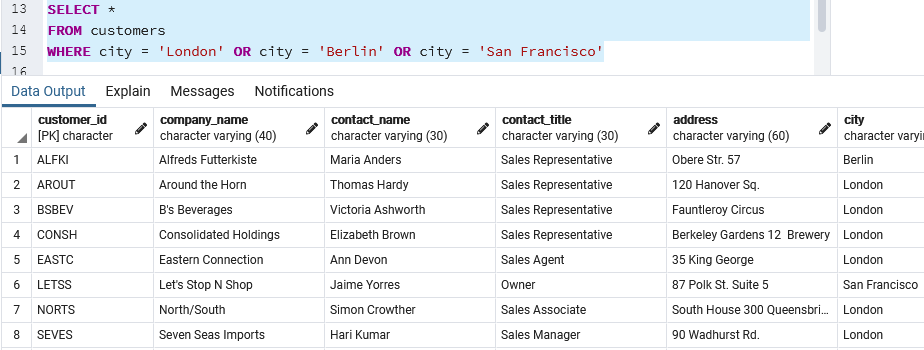 13 SELECT *
14 FROM customers
15 WHERE city = 'London' OR city = 'Berlin' OR city = 'San Francisco'
16
Data Output Explain Messages Notifications
customer_id company_name contact_name contact_title address city
[PK] character character varying (40) character varying (30) character varying (30) character varying (60) character varyi
1 ALFKI Alfreds Futterkiste Maria Anders Sales Representative Obere Str. 57 Berlin
2 AROUT Around the Horn Thomas Hardy Sales Representative 120 Hanover Sq. London
3 BSBEV B's Beverages Victoria Ashworth Sales Representative Fauntleroy Circus London
4 CONSH Consolidated Holdings Elizabeth Brown Sales Representative Berkeley Gardens 12  Brewery London
5 EASTC Eastern Connection Ann Devon Sales Agent 35 King George London
6 LETSS Let's Stop N Shop Jaime Yorres Owner 87 Polk St. Suite 5 San Francisco
7 NORTS North/South Simon Crowther Sales Associate South House 300 Queensbri... London
8 SEVES Seven Seas Imports Hari Kumar Sales Manager 90 Wadhurst Rd. London